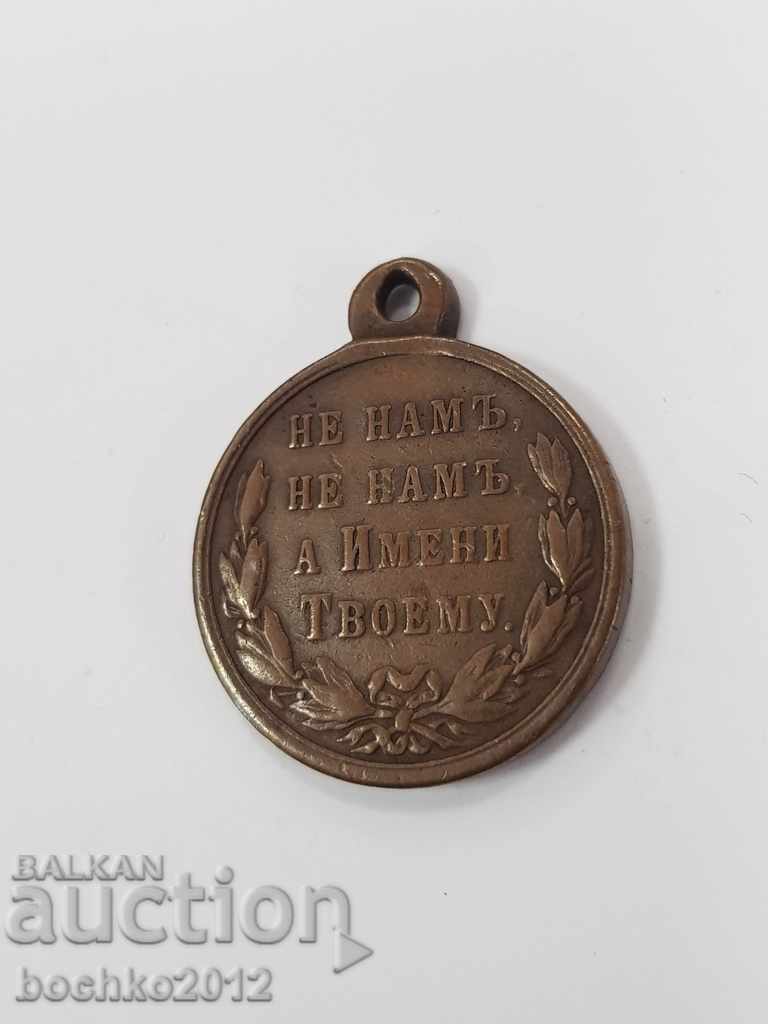 НЕ НАМЪ,
НЕ НАМЪ.
А ИМЕНИ
ТВОЕМУ.
BALKAN
auction
bochko2012